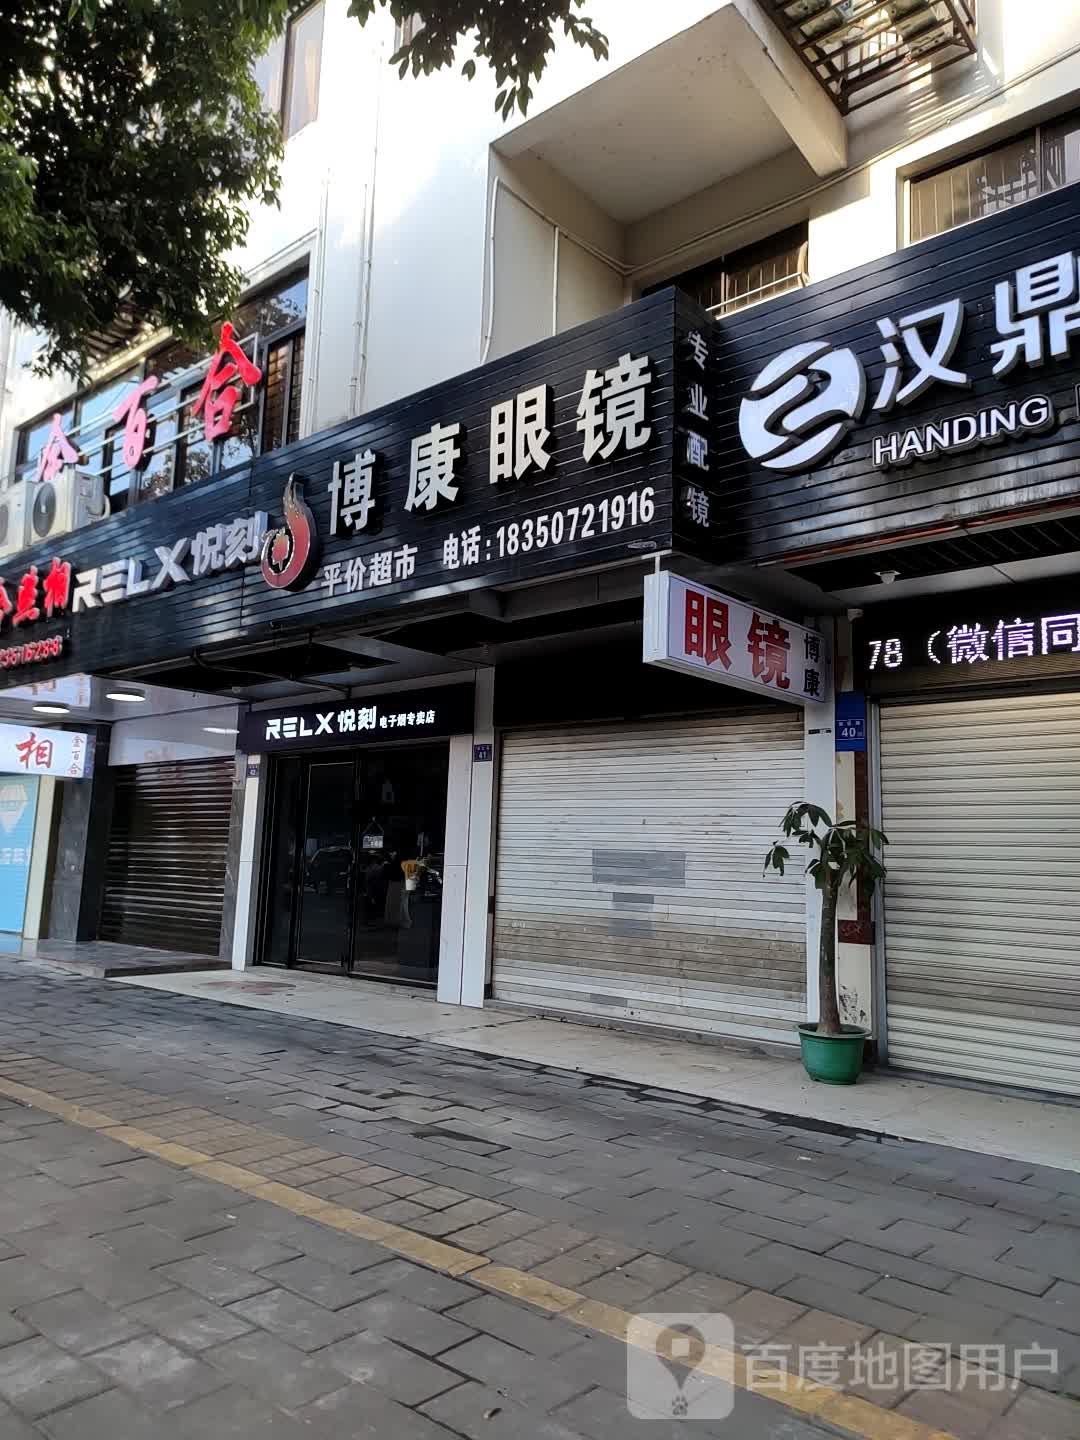 金百合
RELX悦刻
博康眼镜
平价超市 电话:18350721916
专业配镜
汉鼎
HANDING
眼镜
博康
78（微信同
RELX悦刻 电子烟专卖店
40
41
42
相
金百合
百度地图用户